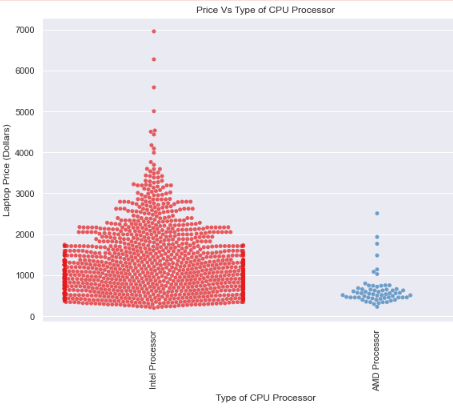 Price Vs Type of CPU Processor
7000
6000
5000
4000
3000
2000
1000
0
Laptop Price (Dollars)
Intel Processor
AMD Processor
Type of CPU Processor